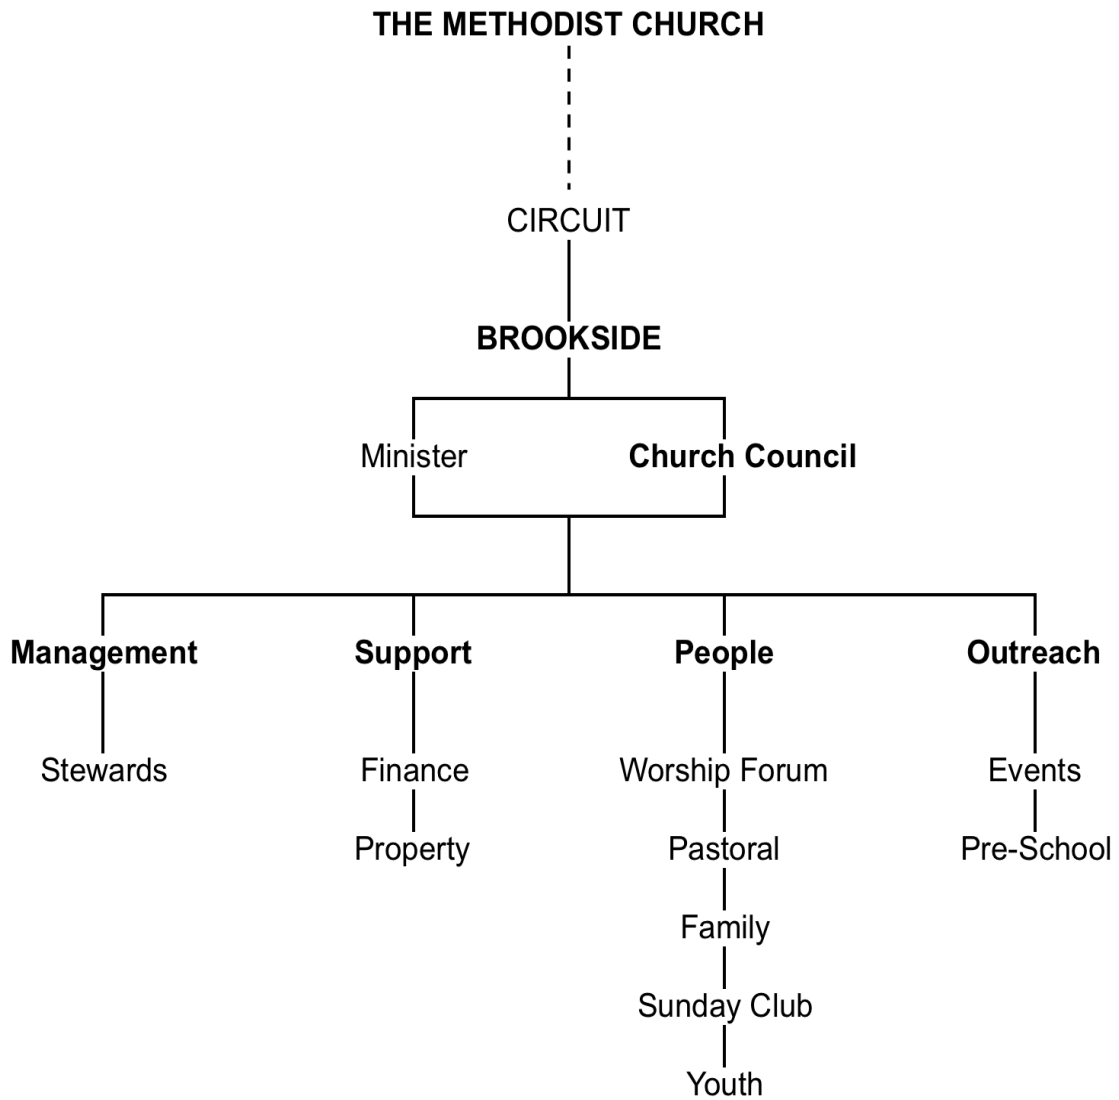 THE METHODIST CHURCH
CIRCUIT
BROOKSIDE
Minister
Church Council
Management
Support
People
Outreach
Stewards
Finance
Worship Forum
Events
Property
Pastoral
Pre-School
Family
Sunday Club
Youth